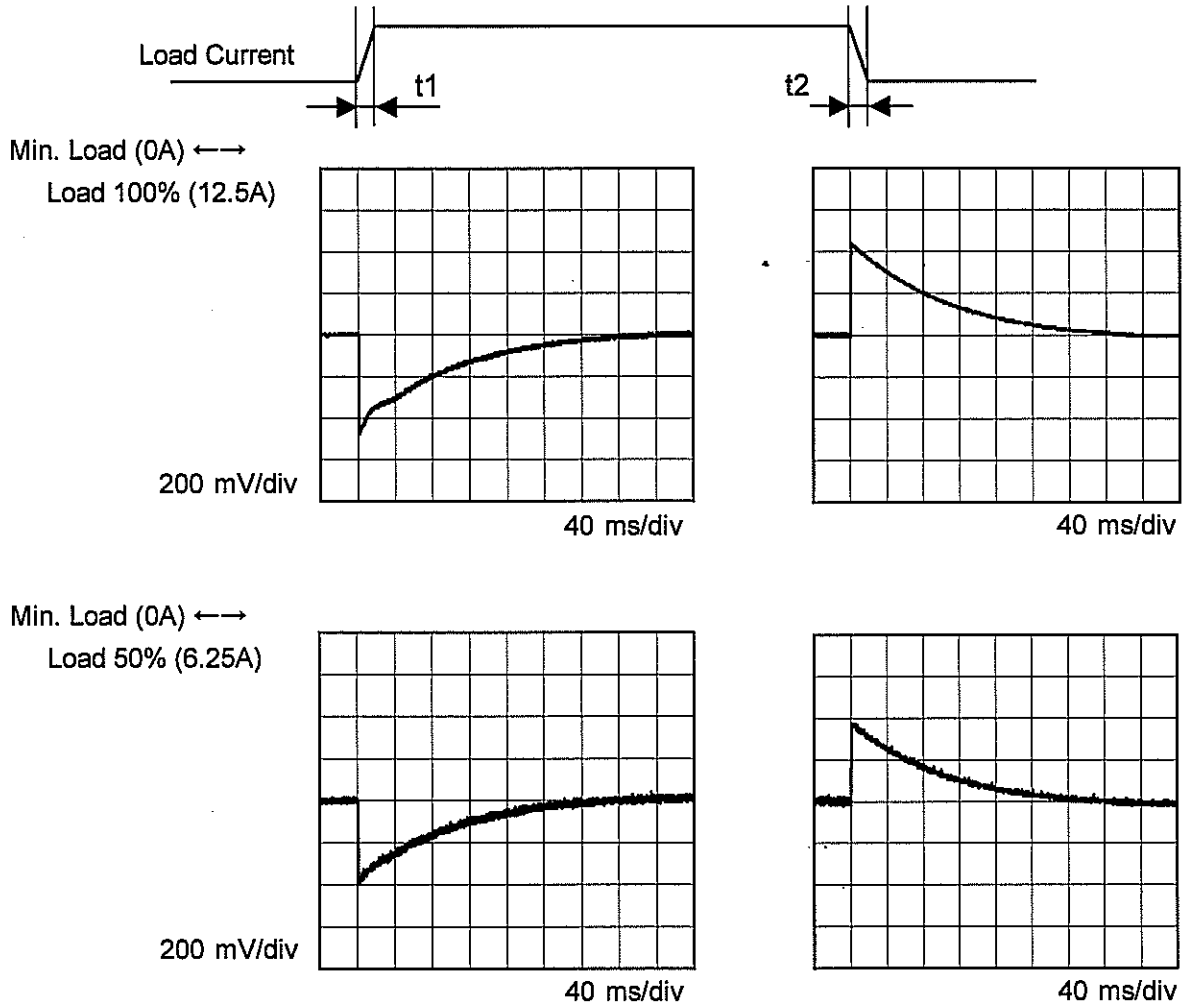 Load Current
t1
t2
Min. Load (0A) ←→
Load 100% (12.5A)
200 mV/div
40 ms/div
40 ms/div
Min. Load (0A) ←→
Load 50% (6.25A)
200 mV/div
40 ms/div
40 ms/div